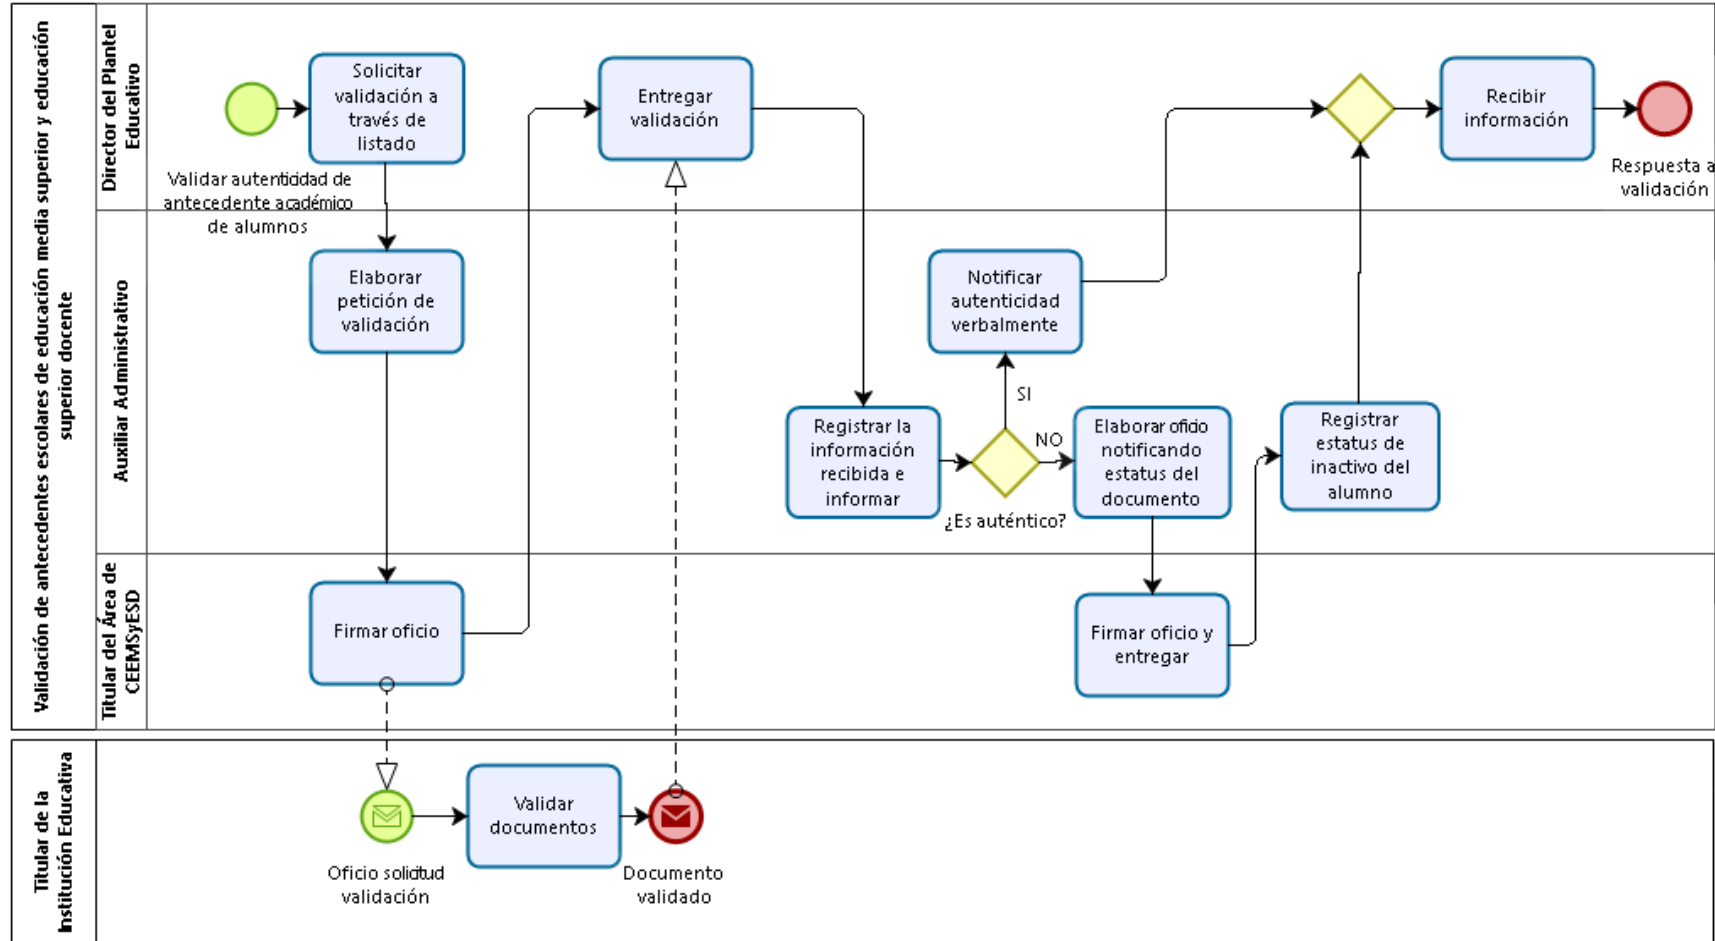 Validación de antecedentes escolares de educación media superior y educación
superior docente
Director del Plantel
Educativo
Solicitar
validación a
través de
listado
Validar autenticidad de
antecedente académico
de alumnos
Entregar
validación
Recibir
información
Respuesta a
validación
Auxiliar Administrativo
Elaborar
petición de
validación
Notificar
autenticidad
verbalmente
SI
Registrar la
información
recibida e
informar
¿Es auténtico?
NO
Elaborar oficio
notificando
estatus del
documento
Registrar
estatus de
inactivo del
alumno
Titular del Área de
CEEMSyESD
Firmar oficio
Firmar oficio y
entregar
Titular de la
Institución Educativa
Oficio solicitud
validación
Validar
documentos
Documento
validado